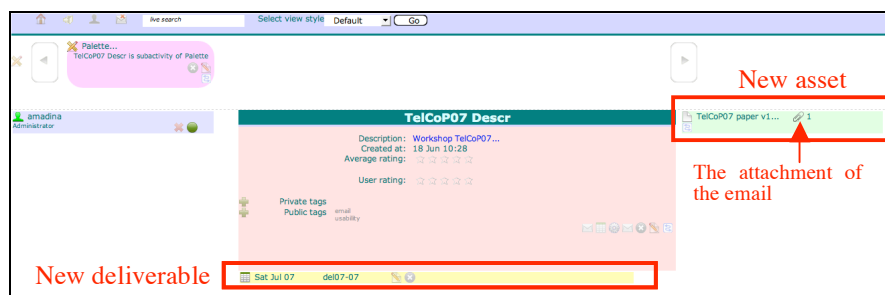 live search
Select view style
Default
Go
Palette...
TelCoP07 Descr is subactivity of Palette
New asset
amadina
Administrator
TelCoP07 Descr
TelCoP07 paper v1...
1
Description: Workshop TelCoP07...
Created at: 18 Jun 10:28
Average rating:
The attachment of
the email
User rating:
Private tags
Public tags
email
usability
New deliverable
Sat Jul 07
del07-07